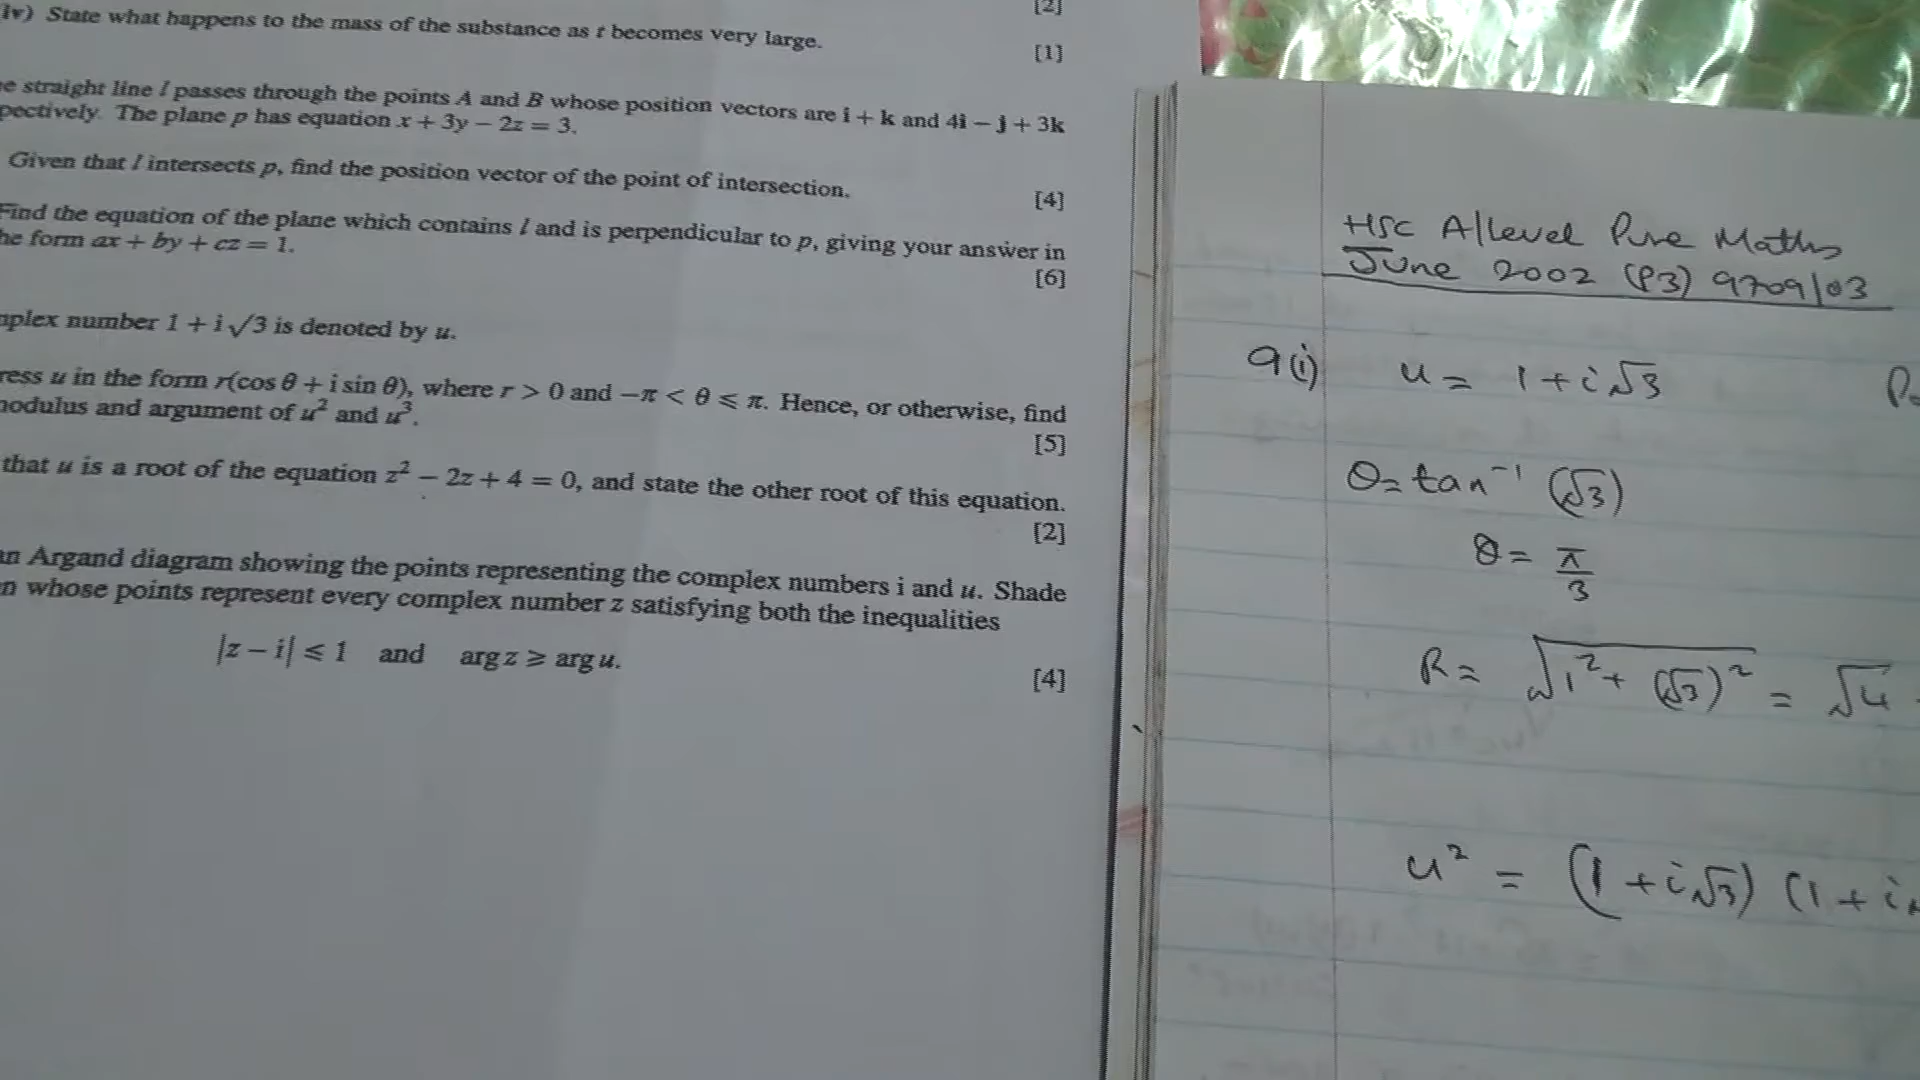 iv) State what happens to the mass of the substance as t becomes very large.
[2]
[1]
e straight line l passes through the points A and B whose position vectors are i + k and 4i − j + 3k
pectively. The plane p has equation x + 3y − 2z = 3.
Given that l intersects p, find the position vector of the point of intersection.
[4]
Find the equation of the plane which contains l and is perpendicular to p, giving your answer in
he form ax + by + cz = 1.
[6]
mplex number 1 + i√3 is denoted by u.
ress u in the form r(cos θ + i sin θ), where r > 0 and −π < θ ⩽ π. Hence, or otherwise, find
modulus and argument of u² and u³.
[5]
that u is a root of the equation z² − 2z + 4 = 0, and state the other root of this equation.
[2]
an Argand diagram showing the points representing the complex numbers i and u. Shade
n whose points represent every complex number z satisfying both the inequalities
|z − i| ⩽ 1 and arg z ⩾ arg u.
[4]
HSC A/Level Pure Maths
June 2002 (P3) 9709/03
9(i) u = 1 + i√3
θ = tan⁻¹ (√3)
θ = π/3
R = √1² + (√3)² = √4
u² = (1 + i√3) (1 + i